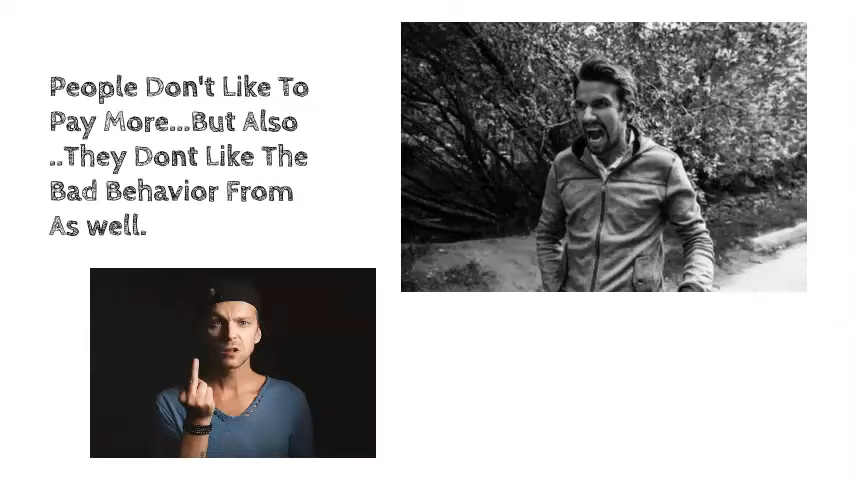 People Don't Like To
Pay More...But Also
..They Dont Like The
Bad Behavior From
As well.